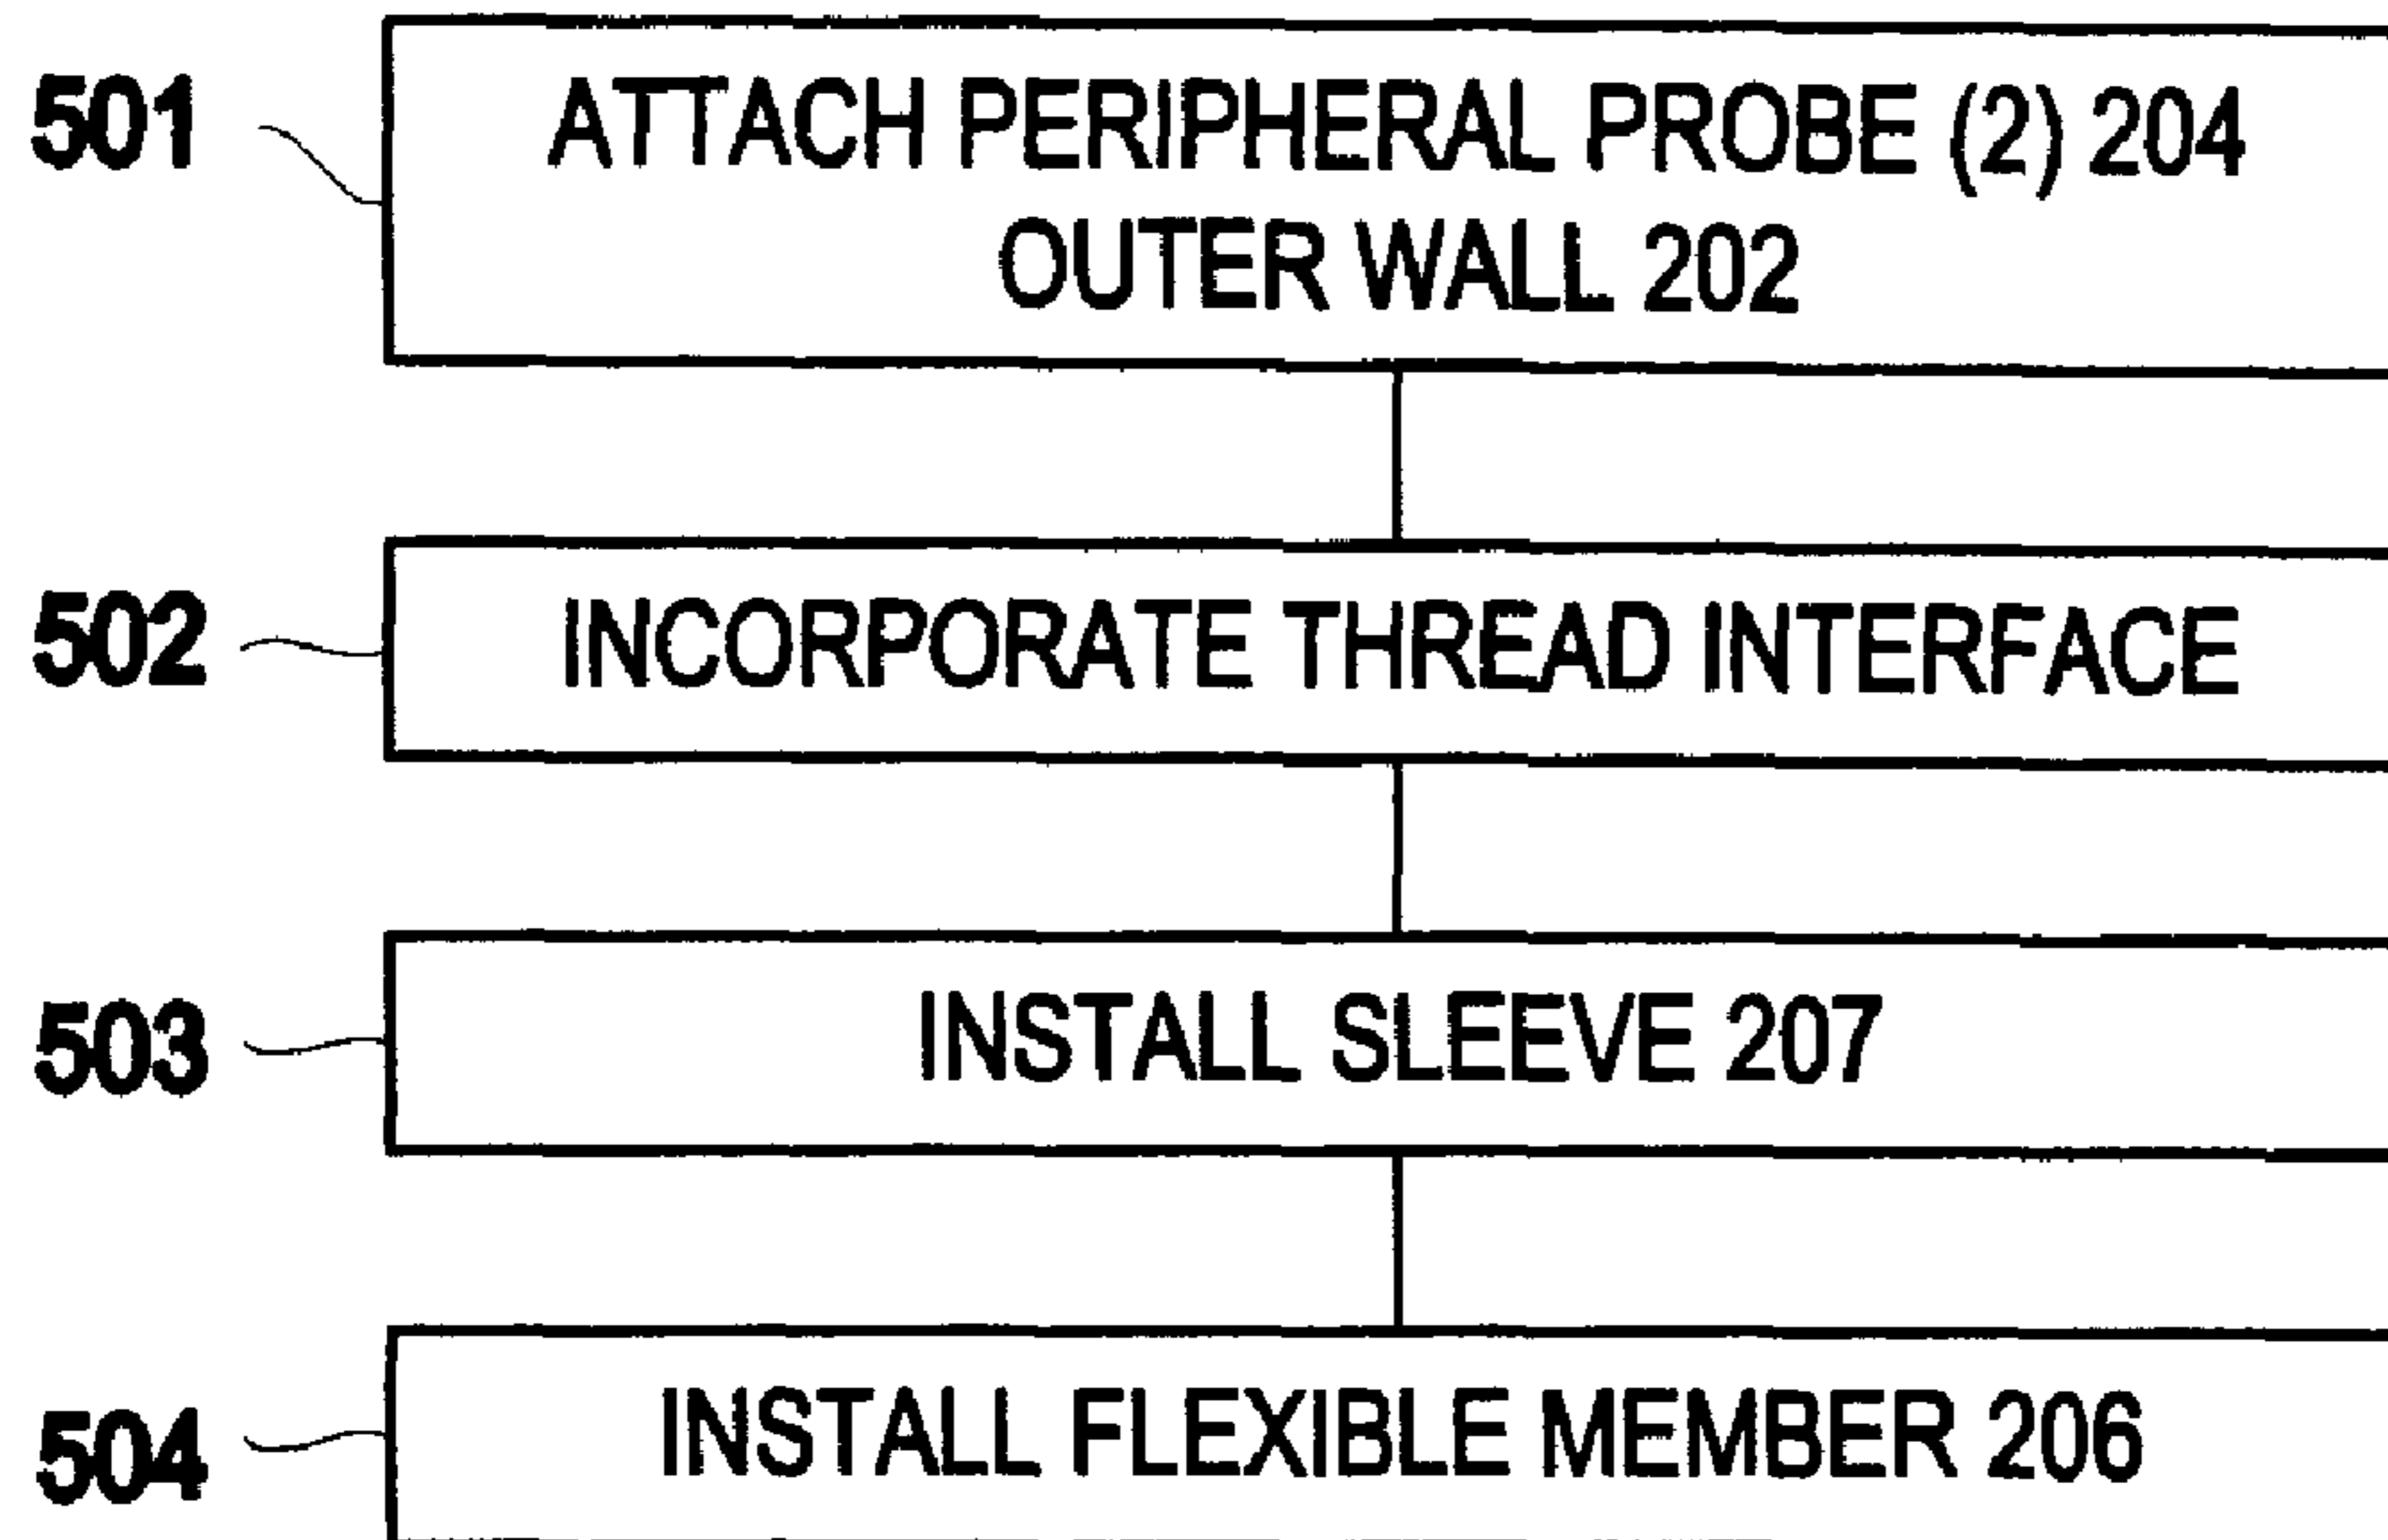 501
ATTACH PERIPHERAL PROBE (2) 204
OUTER WALL 202
502
INCORPORATE THREAD INTERFACE
503
INSTALL SLEEVE 207
504
INSTALL FLEXIBLE MEMBER 206